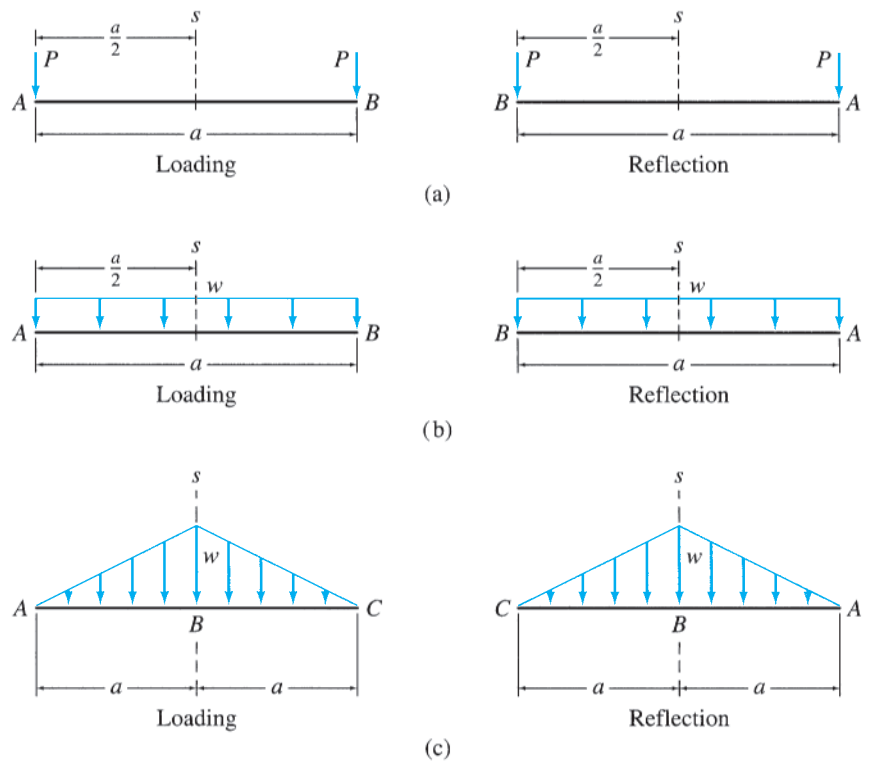 s s
a/2 a/2
P P P P
A B B A
a a
Loading Reflection
(a)
s s
a/2 a/2
w w
A B B A
a a
Loading Reflection
(b)
s s
w w
A C C A
B B
a a a a
Loading Reflection
(c)